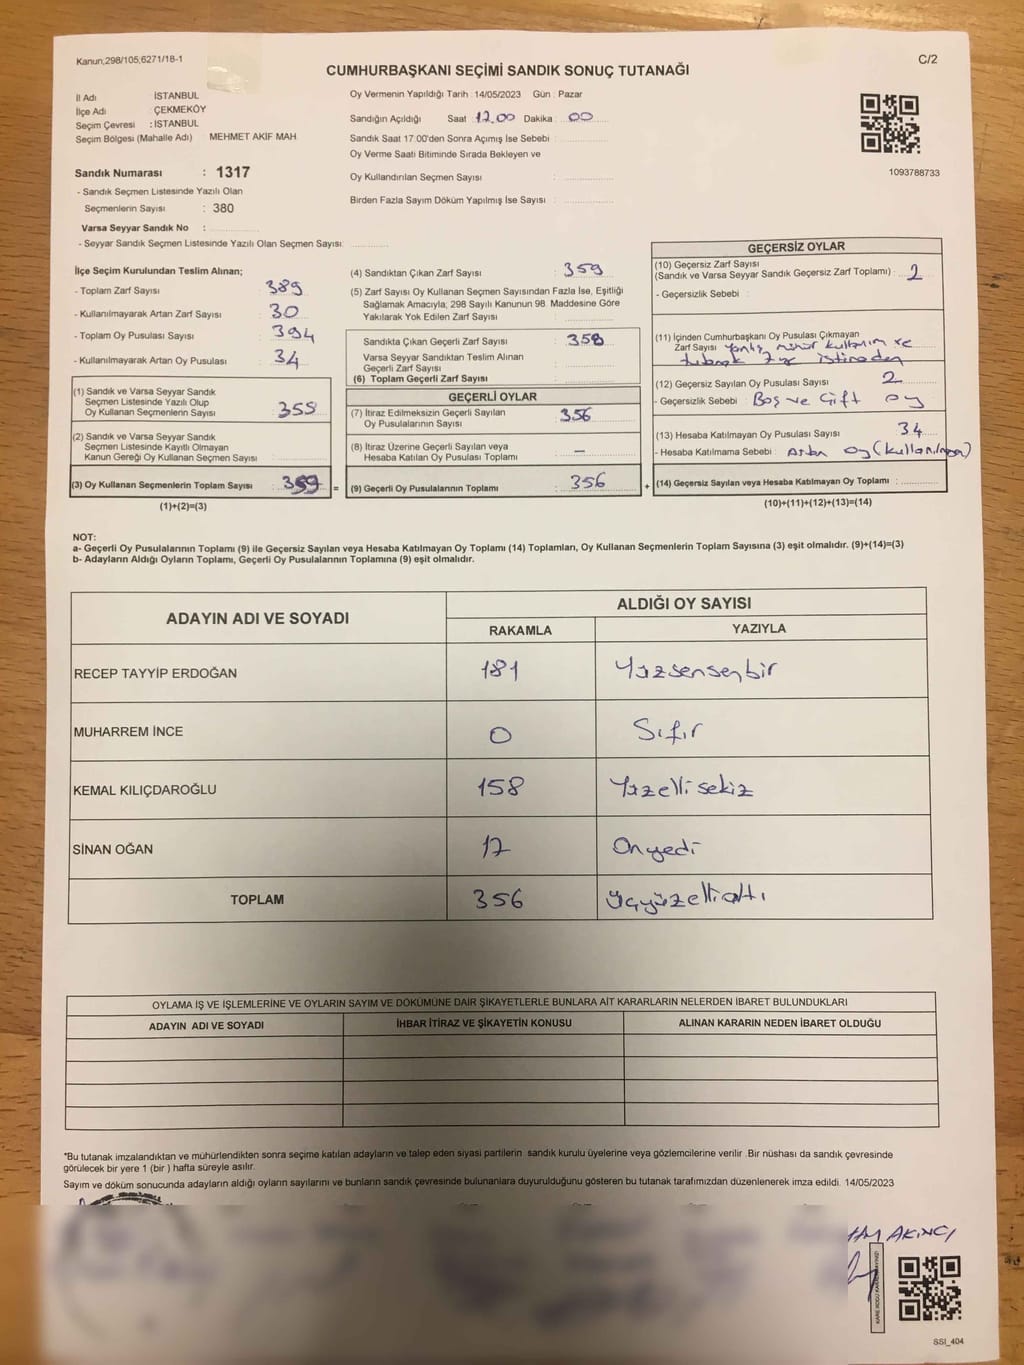 Kanun,298/105;6271/18-1
C/2
CUMHURBAŞKANI SEÇİMİ SANDIK SONUÇ TUTANAĞI
İl Adı : İSTANBUL
İlçe Adı : ÇEKMEKÖY
Seçim Çevresi : İSTANBUL
Seçim Bölgesi (Mahalle Adı) MEHMET AKİF MAH
Oy Vermenin Yapıldığı Tarih : 14/05/2023 Gün : Pazar
Sandığın Açıldığı Saat 17.00 Dakika : 00
Sandık Saat 17:00'den Sonra Açımış İse Sebebi :
Oy Verme Saati Bitiminde Sırada Bekleyen ve
Oy Kullandırılan Seçmen Sayısı :
Birden Fazla Sayım Döküm Yapılmış İse Sayısı :
1093788733
Sandık Numarası : 1317
- Sandık Seçmen Listesinde Yazılı Olan
Seçmenlerin Sayısı : 380
Varsa Seyyar Sandık No :
- Seyyar Sandık Seçmen Listesinde Yazılı Olan Seçmen Sayısı:
İlçe Seçim Kurulundan Teslim Alınan;
- Toplam Zarf Sayısı : 389
- Kullanılmayarak Artan Zarf Sayısı : 30
- Toplam Oy Pusulası Sayısı : 394
- Kullanılmayarak Artan Oy Pusulası : 34
(1) Sandık ve Varsa Seyyar Sandık
Seçmen Listesinde Yazılı Olup
Oy Kullanan Seçmenlerin Sayısı :
(2) Sandık ve Varsa Seyyar Sandık
Seçmen Listesinde Kayıtlı Olmayan
Kanun Gereği Oy Kullanan Seçmen Sayısı :
(3) Oy Kullanan Seçmenlerin Toplam Sayısı : 359 =
(1)+(2)=(3)
(4) Sandıktan Çıkan Zarf Sayısı : 359
(5) Zarf Sayısı Oy Kullanan Seçmen Sayısından Fazla İse, Eşitliği
Sağlamak Amacıyla; 298 Sayılı Kanunun 98. Maddesine Göre
Yakılarak Yok Edilen Zarf Sayısı :
Sandıkta Çıkan Geçerli Zarf Sayısı : 358
Varsa Seyyar Sandıktan Teslim Alınan
Geçerli Zarf Sayısı :
(6) Toplam Geçerli Zarf Sayısı :
GEÇERLİ OYLAR
(7) İtiraz Edilmeksizin Geçerli Sayılan
Oy Pusulalarının Sayısı : 356
(8) İtiraz Üzerine Geçerli Sayılan veya
Hesaba Katılan Oy Pusulası Toplamı : –
(9) Geçerli Oy Pusulalarının Toplamı : 356 +
GEÇERSİZ OYLAR
(10) Geçersiz Zarf Sayısı
(Sandık ve Varsa Seyyar Sandık Geçersiz Zarf Toplamı) :
- Geçersizlik Sebebi :
(11) İçinden Cumhurbaşkanı Oy Pusulası Çıkmayan
Zarf Sayısı Yanlış mühür kullanım ve
tutanak istineden
(12) Geçersiz Sayılan Oy Pusulası Sayısı : 2
- Geçersizlik Sebebi : Boş ve Çift oy
(13) Hesaba Katılmayan Oy Pusulası Sayısı : 34
- Hesaba Katılmama Sebebi : Artan oy (kullanılmayan)
(14) Geçersiz Sayılan veya Hesaba Katılmayan Oy Toplamı :
(10)+(11)+(12)+(13)=(14)
NOT:
a- Geçerli Oy Pusulalarının Toplamı (9) ile Geçersiz Sayılan veya Hesaba Katılmayan Oy Toplamı (14) Toplamları, Oy Kullanan Seçmenlerin Toplam Sayısına (3) eşit olmalıdır. (9)+(14)=(3)
b- Adayların Aldığı Oyların Toplamı, Geçerli Oy Pusulalarının Toplamına (9) eşit olmalıdır.
ADAYIN ADI VE SOYADI
ALDIĞI OY SAYISI
RAKAMLA YAZIYLA
RECEP TAYYİP ERDOĞAN 181 Yüzsensenbir
MUHARREM İNCE 0 Sıfır
KEMAL KILIÇDAROĞLU 158 Yüzellisekiz
SİNAN OĞAN 17 Onyedi
TOPLAM 356 Üçyüzellialtı
OYLAMA İŞ VE İŞLEMLERİNE VE OYLARIN SAYIM VE DÖKÜMÜNE DAİR ŞİKAYETLERLE BUNLARA AİT KARARLARIN NELERDEN İBARET BULUNDUKLARI
ADAYIN ADI VE SOYADI İHBAR İTİRAZ VE ŞİKAYETİN KONUSU ALINAN KARARIN NEDEN İBARET OLDUĞU
*Bu tutanak imzalandıktan ve mühürlendikten sonra seçime katılan adayların ve talep eden siyasi partilerin sandık kurulu üyelerine veya gözlemcilerine verilir .Bir nüshası da sandık çevresinde
görülecek bir yere 1 (bir ) hafta süreyle asılır.
Sayım ve döküm sonucunda adayların aldığı oyların sayılarını ve bunların sandık çevresinde bulunanlara duyurulduğunu gösteren bu tutanak tarafımızdan düzenlenerek imza edildi. 14/05/2023
AKINCI
KARE KODU KARALAMAYINIZ!
SSI_404